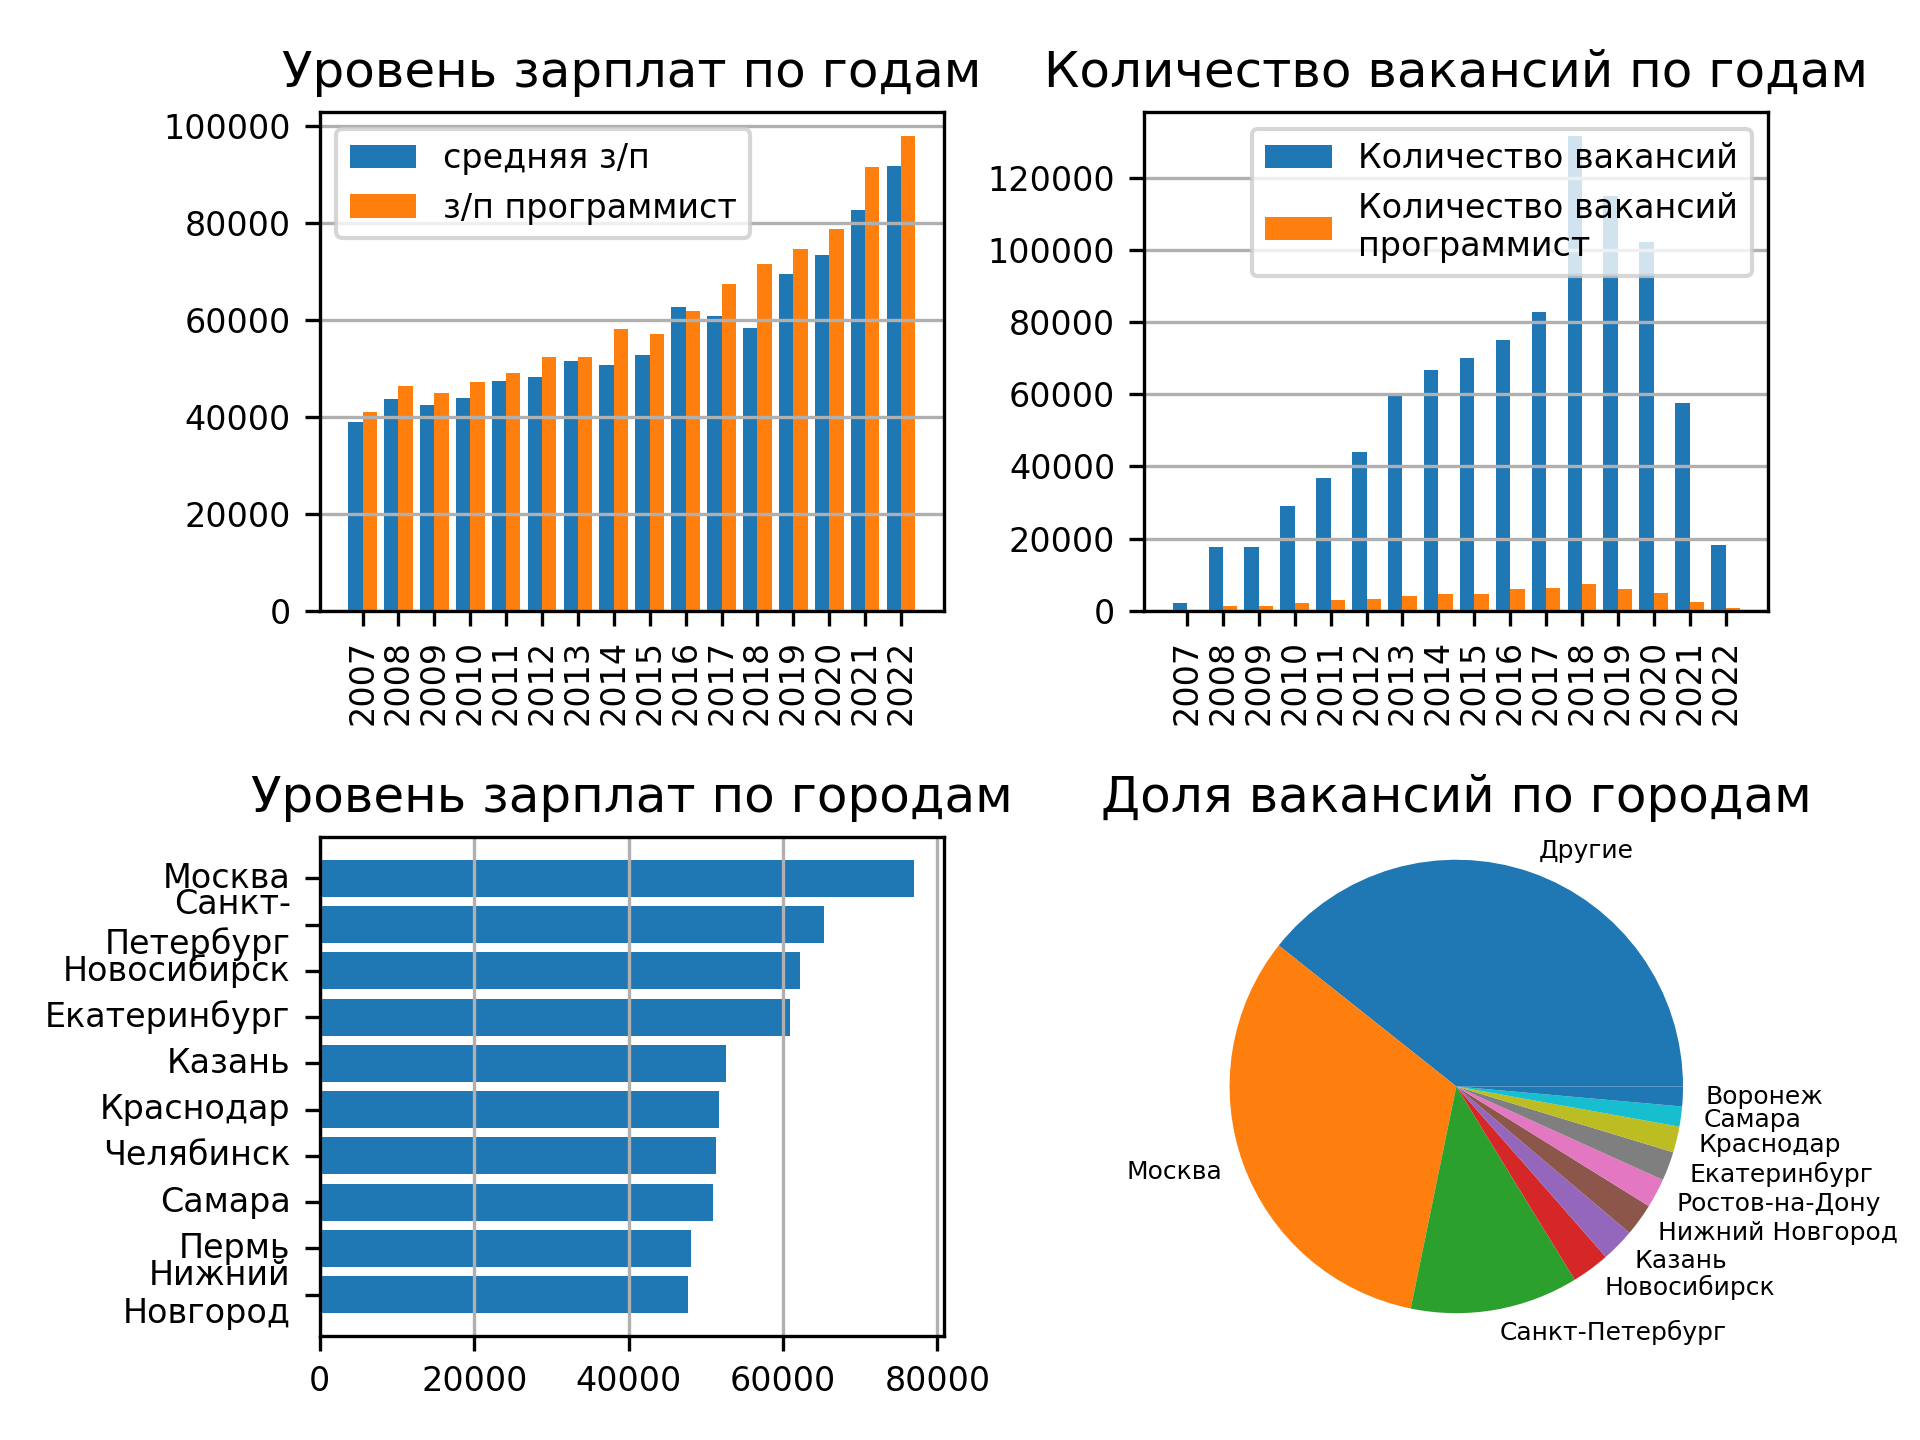 Уровень зарплат по годам
100000
80000
60000
40000
20000
0
средняя з/п
з/п программист
2007
2008
2009
2010
2011
2012
2013
2014
2015
2016
2017
2018
2019
2020
2021
2022
Количество вакансий по годам
120000
100000
80000
60000
40000
20000
0
Количество вакансий
Количество вакансий
программист
2007
2008
2009
2010
2011
2012
2013
2014
2015
2016
2017
2018
2019
2020
2021
2022
Уровень зарплат по городам
Москва
Санкт-
Петербург
Новосибирск
Екатеринбург
Казань
Краснодар
Челябинск
Самара
Пермь
Нижний
Новгород
0
20000
40000
60000
80000
Доля вакансий по городам
Другие
Москва
Воронеж
Самара
Краснодар
Екатеринбург
Ростов-на-Дону
Нижний Новгород
Казань
Новосибирск
Санкт-Петербург